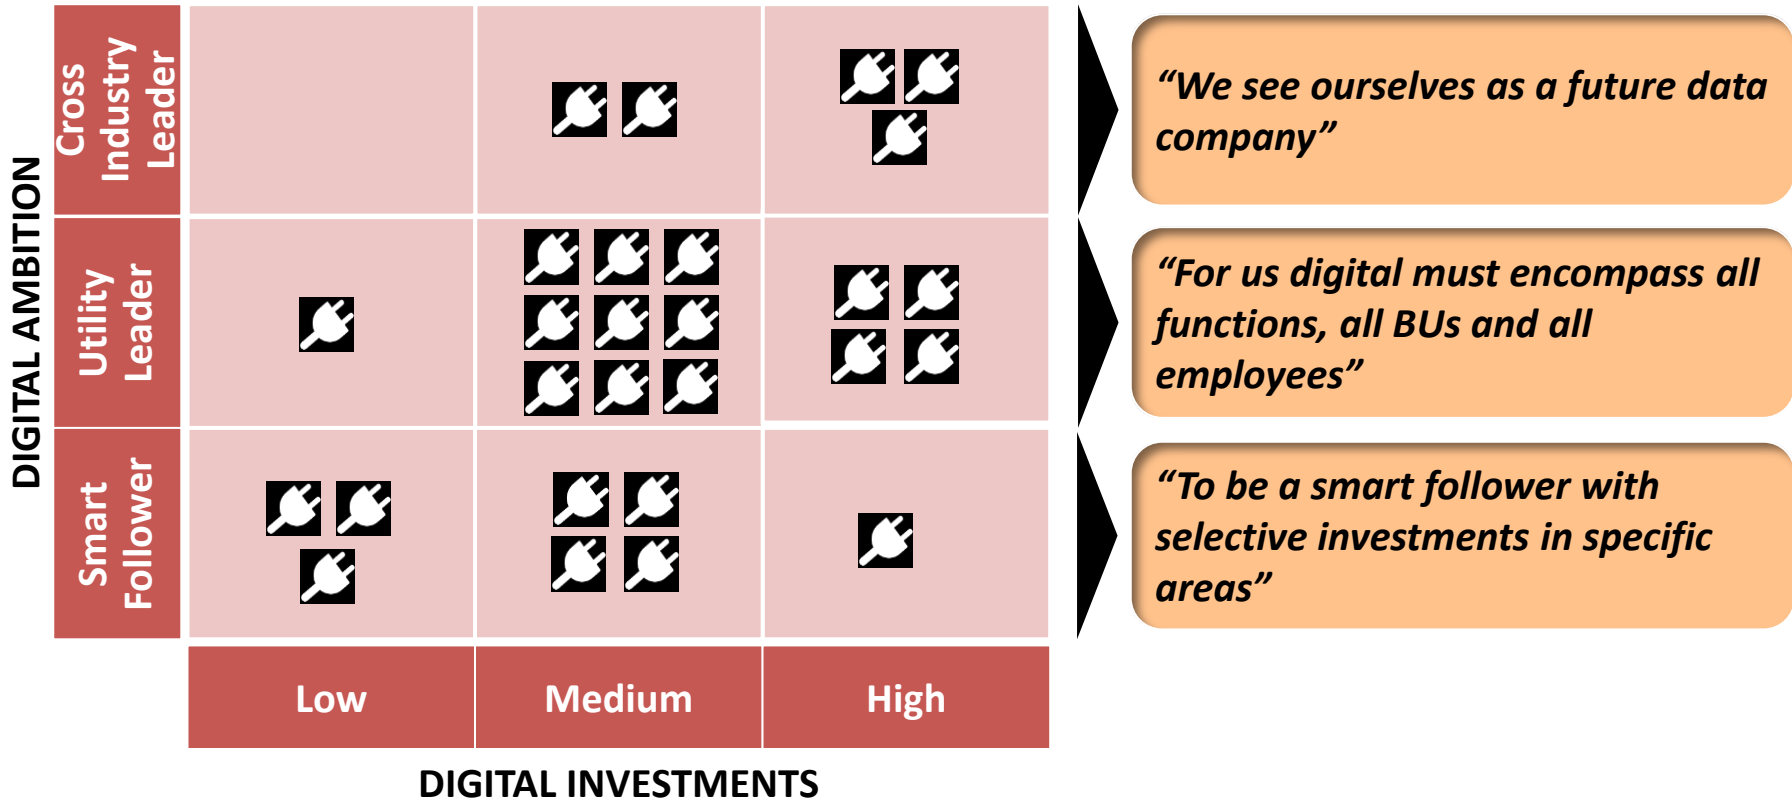 DIGITAL AMBITION
Cross
Industry
Leader
“We see ourselves as a future data
company”
Utility
Leader
“For us digital must encompass all
functions, all BUs and all
employees”
Smart
Follower
“To be a smart follower with
selective investments in specific
areas”
Low
Medium
High
DIGITAL INVESTMENTS